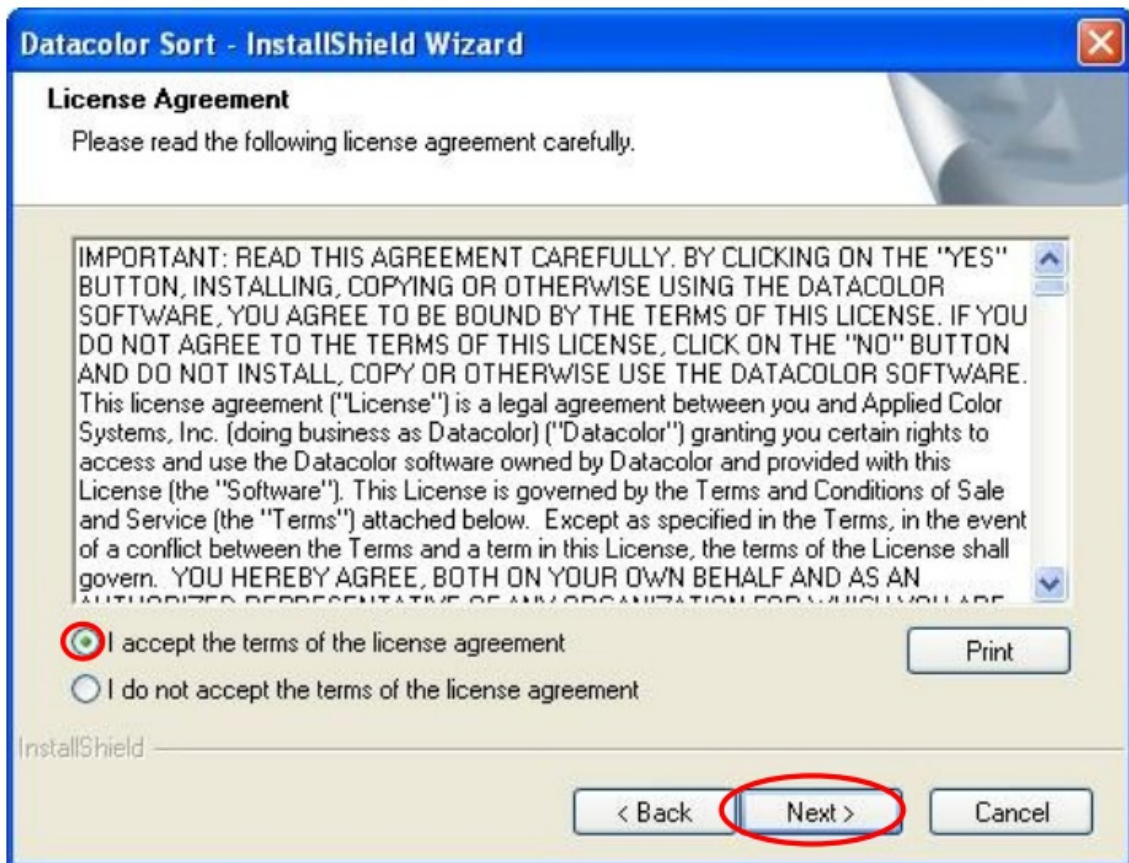 Datacolor Sort - InstallShield Wizard
License Agreement
Please read the following license agreement carefully.
IMPORTANT: READ THIS AGREEMENT CAREFULLY. BY CLICKING ON THE "YES"
BUTTON, INSTALLING, COPYING OR OTHERWISE USING THE DATACOLOR
SOFTWARE, YOU AGREE TO BE BOUND BY THE TERMS OF THIS LICENSE. IF YOU
DO NOT AGREE TO THE TERMS OF THIS LICENSE, CLICK ON THE "NO" BUTTON
AND DO NOT INSTALL, COPY OR OTHERWISE USE THE DATACOLOR SOFTWARE.
This license agreement ("License") is a legal agreement between you and Applied Color
Systems, Inc. (doing business as Datacolor) ("Datacolor") granting you certain rights to
access and use the Datacolor software owned by Datacolor and provided with this
License (the "Software"). This License is governed by the Terms and Conditions of Sale
and Service (the "Terms") attached below. Except as specified in the Terms, in the event
of a conflict between the Terms and a term in this License, the terms of the License shall
govern. YOU HEREBY AGREE, BOTH ON YOUR OWN BEHALF AND AS AN
AUTHORIZED REPRESENTATIVE OF ANY ORGANIZATION FOR WHICH YOU ARE
I accept the terms of the license agreement
Print
I do not accept the terms of the license agreement
InstallShield
< Back
Next >
Cancel